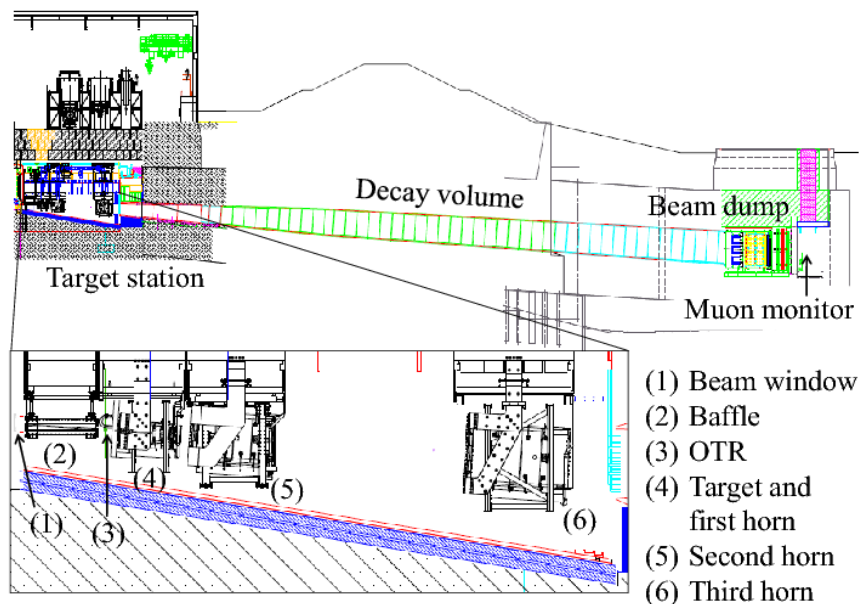 Decay volume
Beam dump
Target station
Muon monitor
(1) Beam window
(2) Baffle
(3) OTR
(4) Target and
first horn
(5) Second horn
(6) Third horn
(2)
(4)
(5)
(6)
(1)
(3)